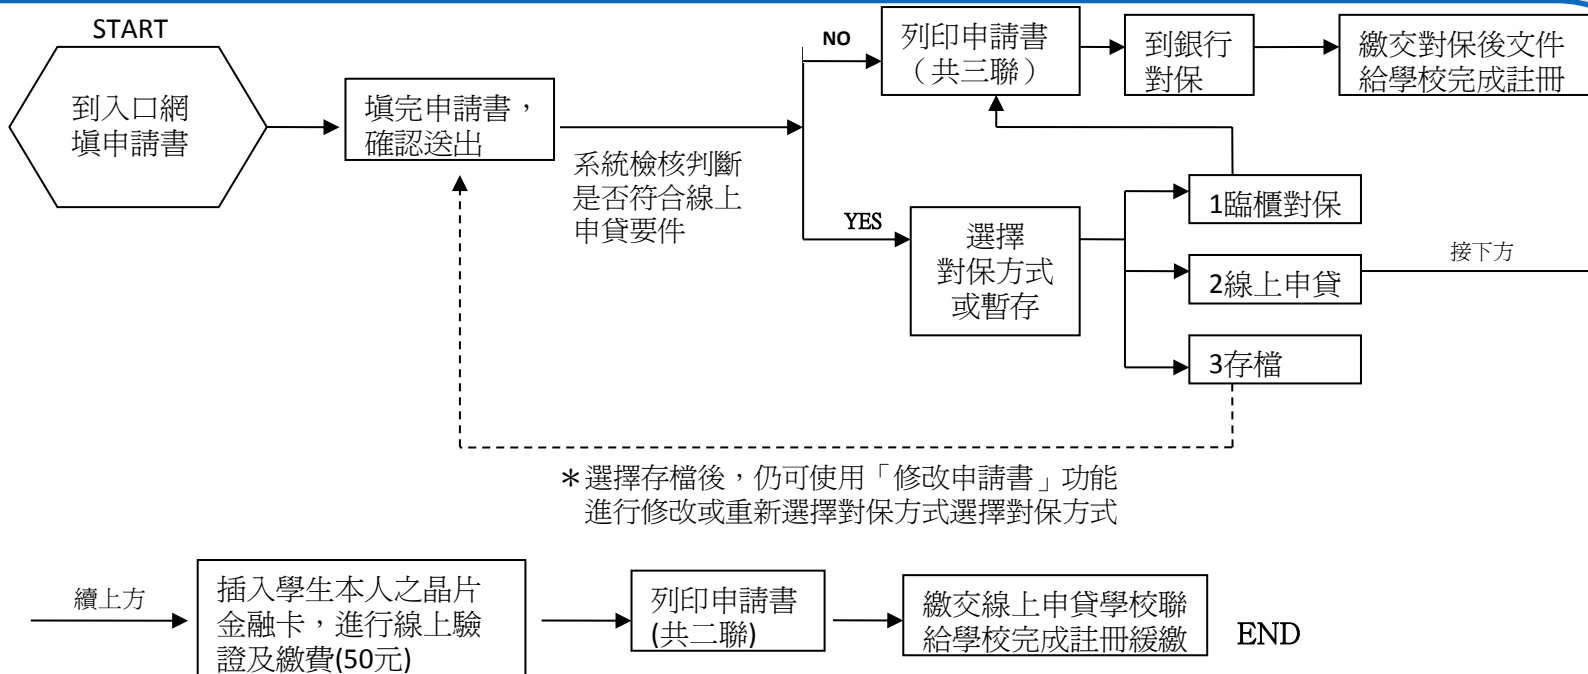 START
到入口網
填申請書
填完申請書，
確認送出
系統檢核判斷
是否符合線上
申貸要件
NO
列印申請書
（共三聯）
到銀行
對保
繳交對保後文件
給學校完成註冊
YES
選擇
對保方式
或暫存
1臨櫃對保
2線上申貸
接下方
3存檔
＊選擇存檔後，仍可使用「修改申請書」功能
進行修改或重新選擇對保方式選擇對保方式
續上方
插入學生本人之晶片
金融卡，進行線上驗
證及繳費(50元)
列印申請書
(共二聯)
繳交線上申貸學校聯
給學校完成註冊緩繳
END